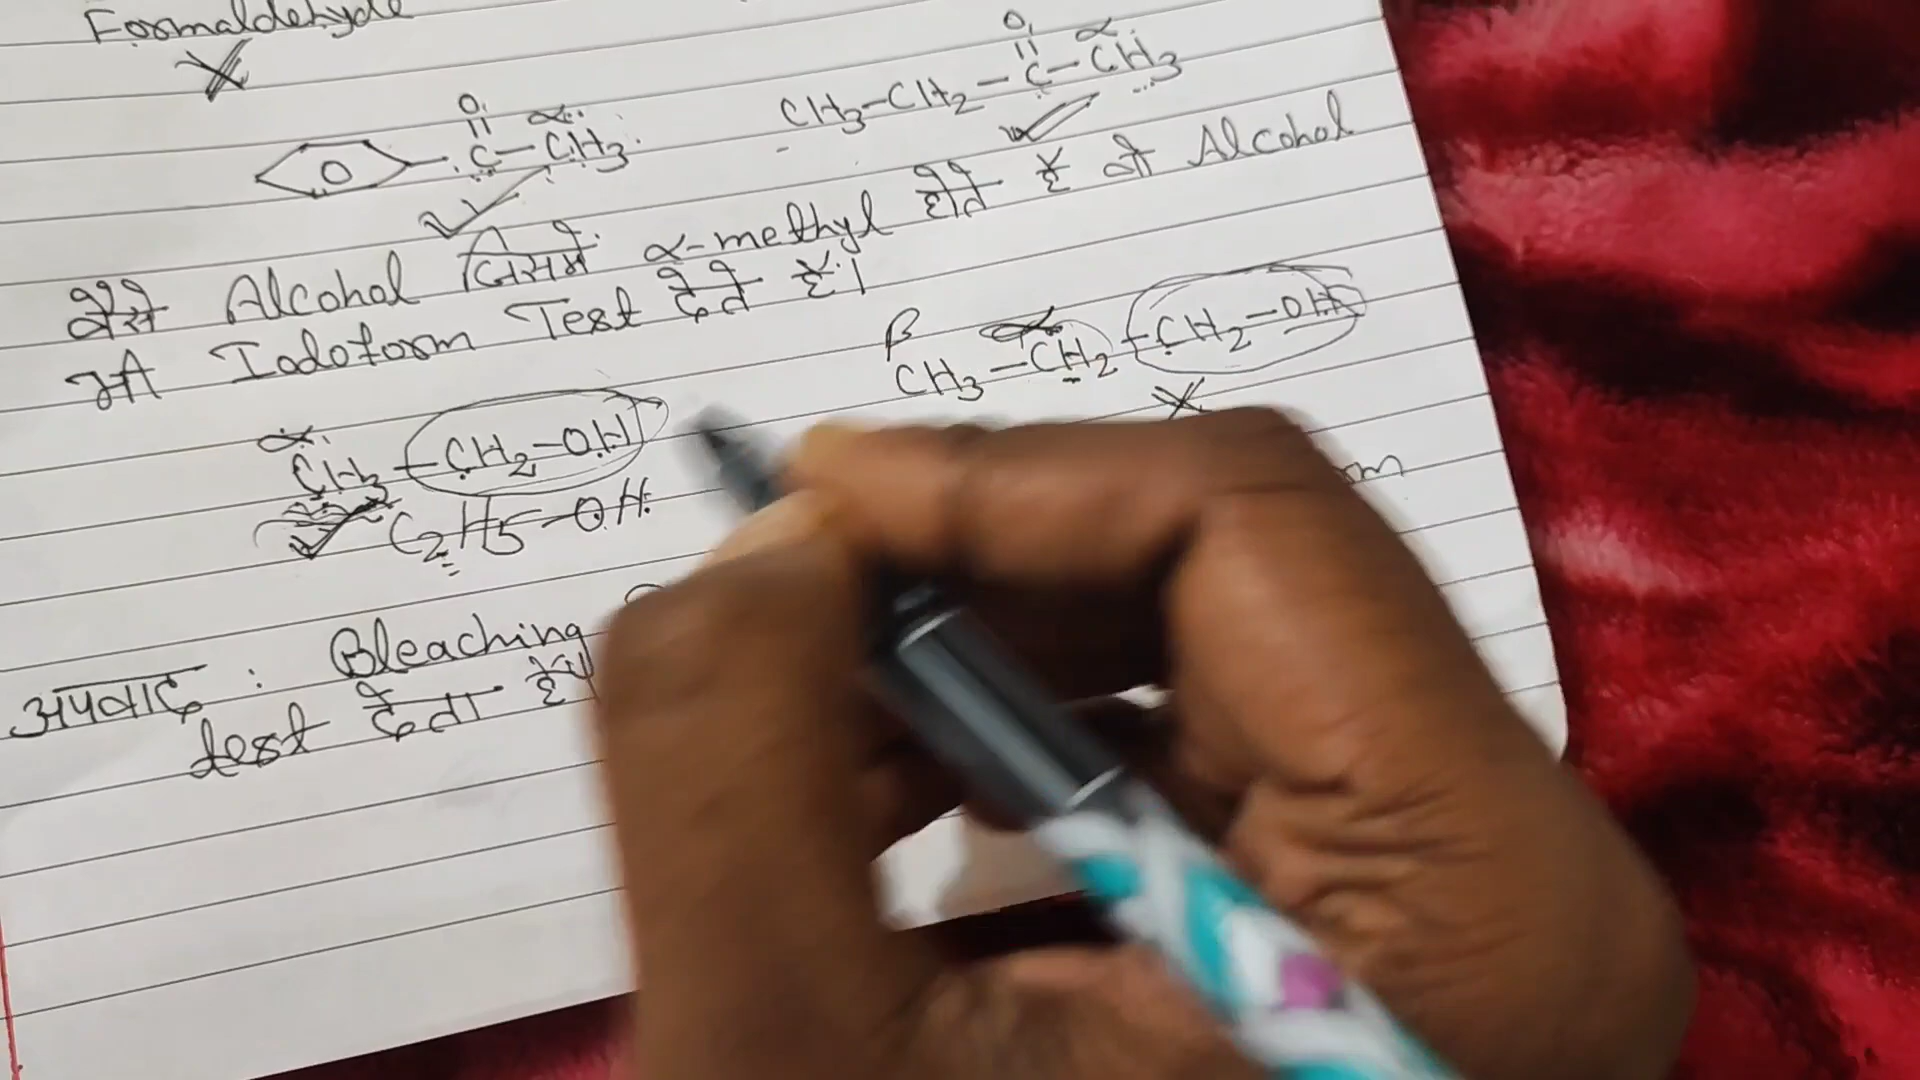 Formaldehyde
O O
|| α || α
C-CH3 CH3-CH2-C-CH3
वैसे Alcohol जिसमे α-methyl होते है वो Alcohol
भी Iodoform Test देते है।
β α
CH3-CH2-CH2-OH
α
CH3-CH2-OH
C2H5-OH
अपवाद : Bleaching
test देता है।